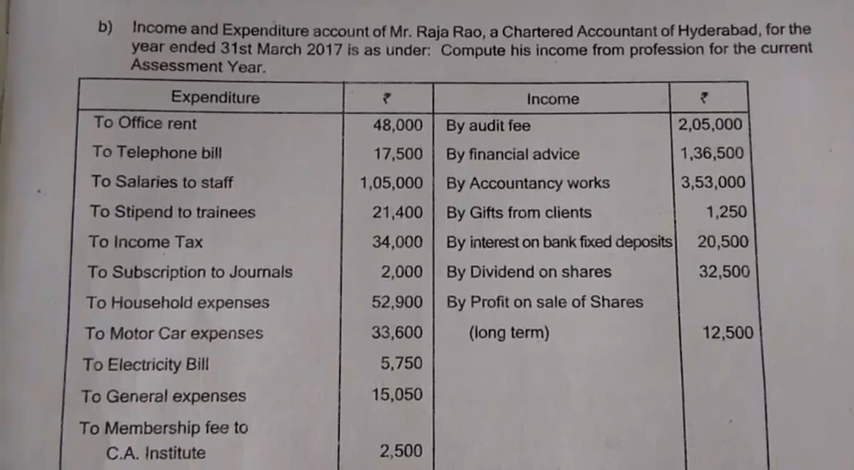 b) Income and Expenditure account of Mr. Raja Rao, a Chartered Accountant of Hyderabad, for the
year ended 31st March 2017 is as under: Compute his income from profession for the current
Assessment Year.
Expenditure ₹ Income ₹
To Office rent 48,000 By audit fee 2,05,000
To Telephone bill 17,500 By financial advice 1,36,500
To Salaries to staff 1,05,000 By Accountancy works 3,53,000
To Stipend to trainees 21,400 By Gifts from clients 1,250
To Income Tax 34,000 By interest on bank fixed deposits 20,500
To Subscription to Journals 2,000 By Dividend on shares 32,500
To Household expenses 52,900 By Profit on sale of Shares
To Motor Car expenses 33,600 (long term) 12,500
To Electricity Bill 5,750
To General expenses 15,050
To Membership fee to
C.A. Institute 2,500